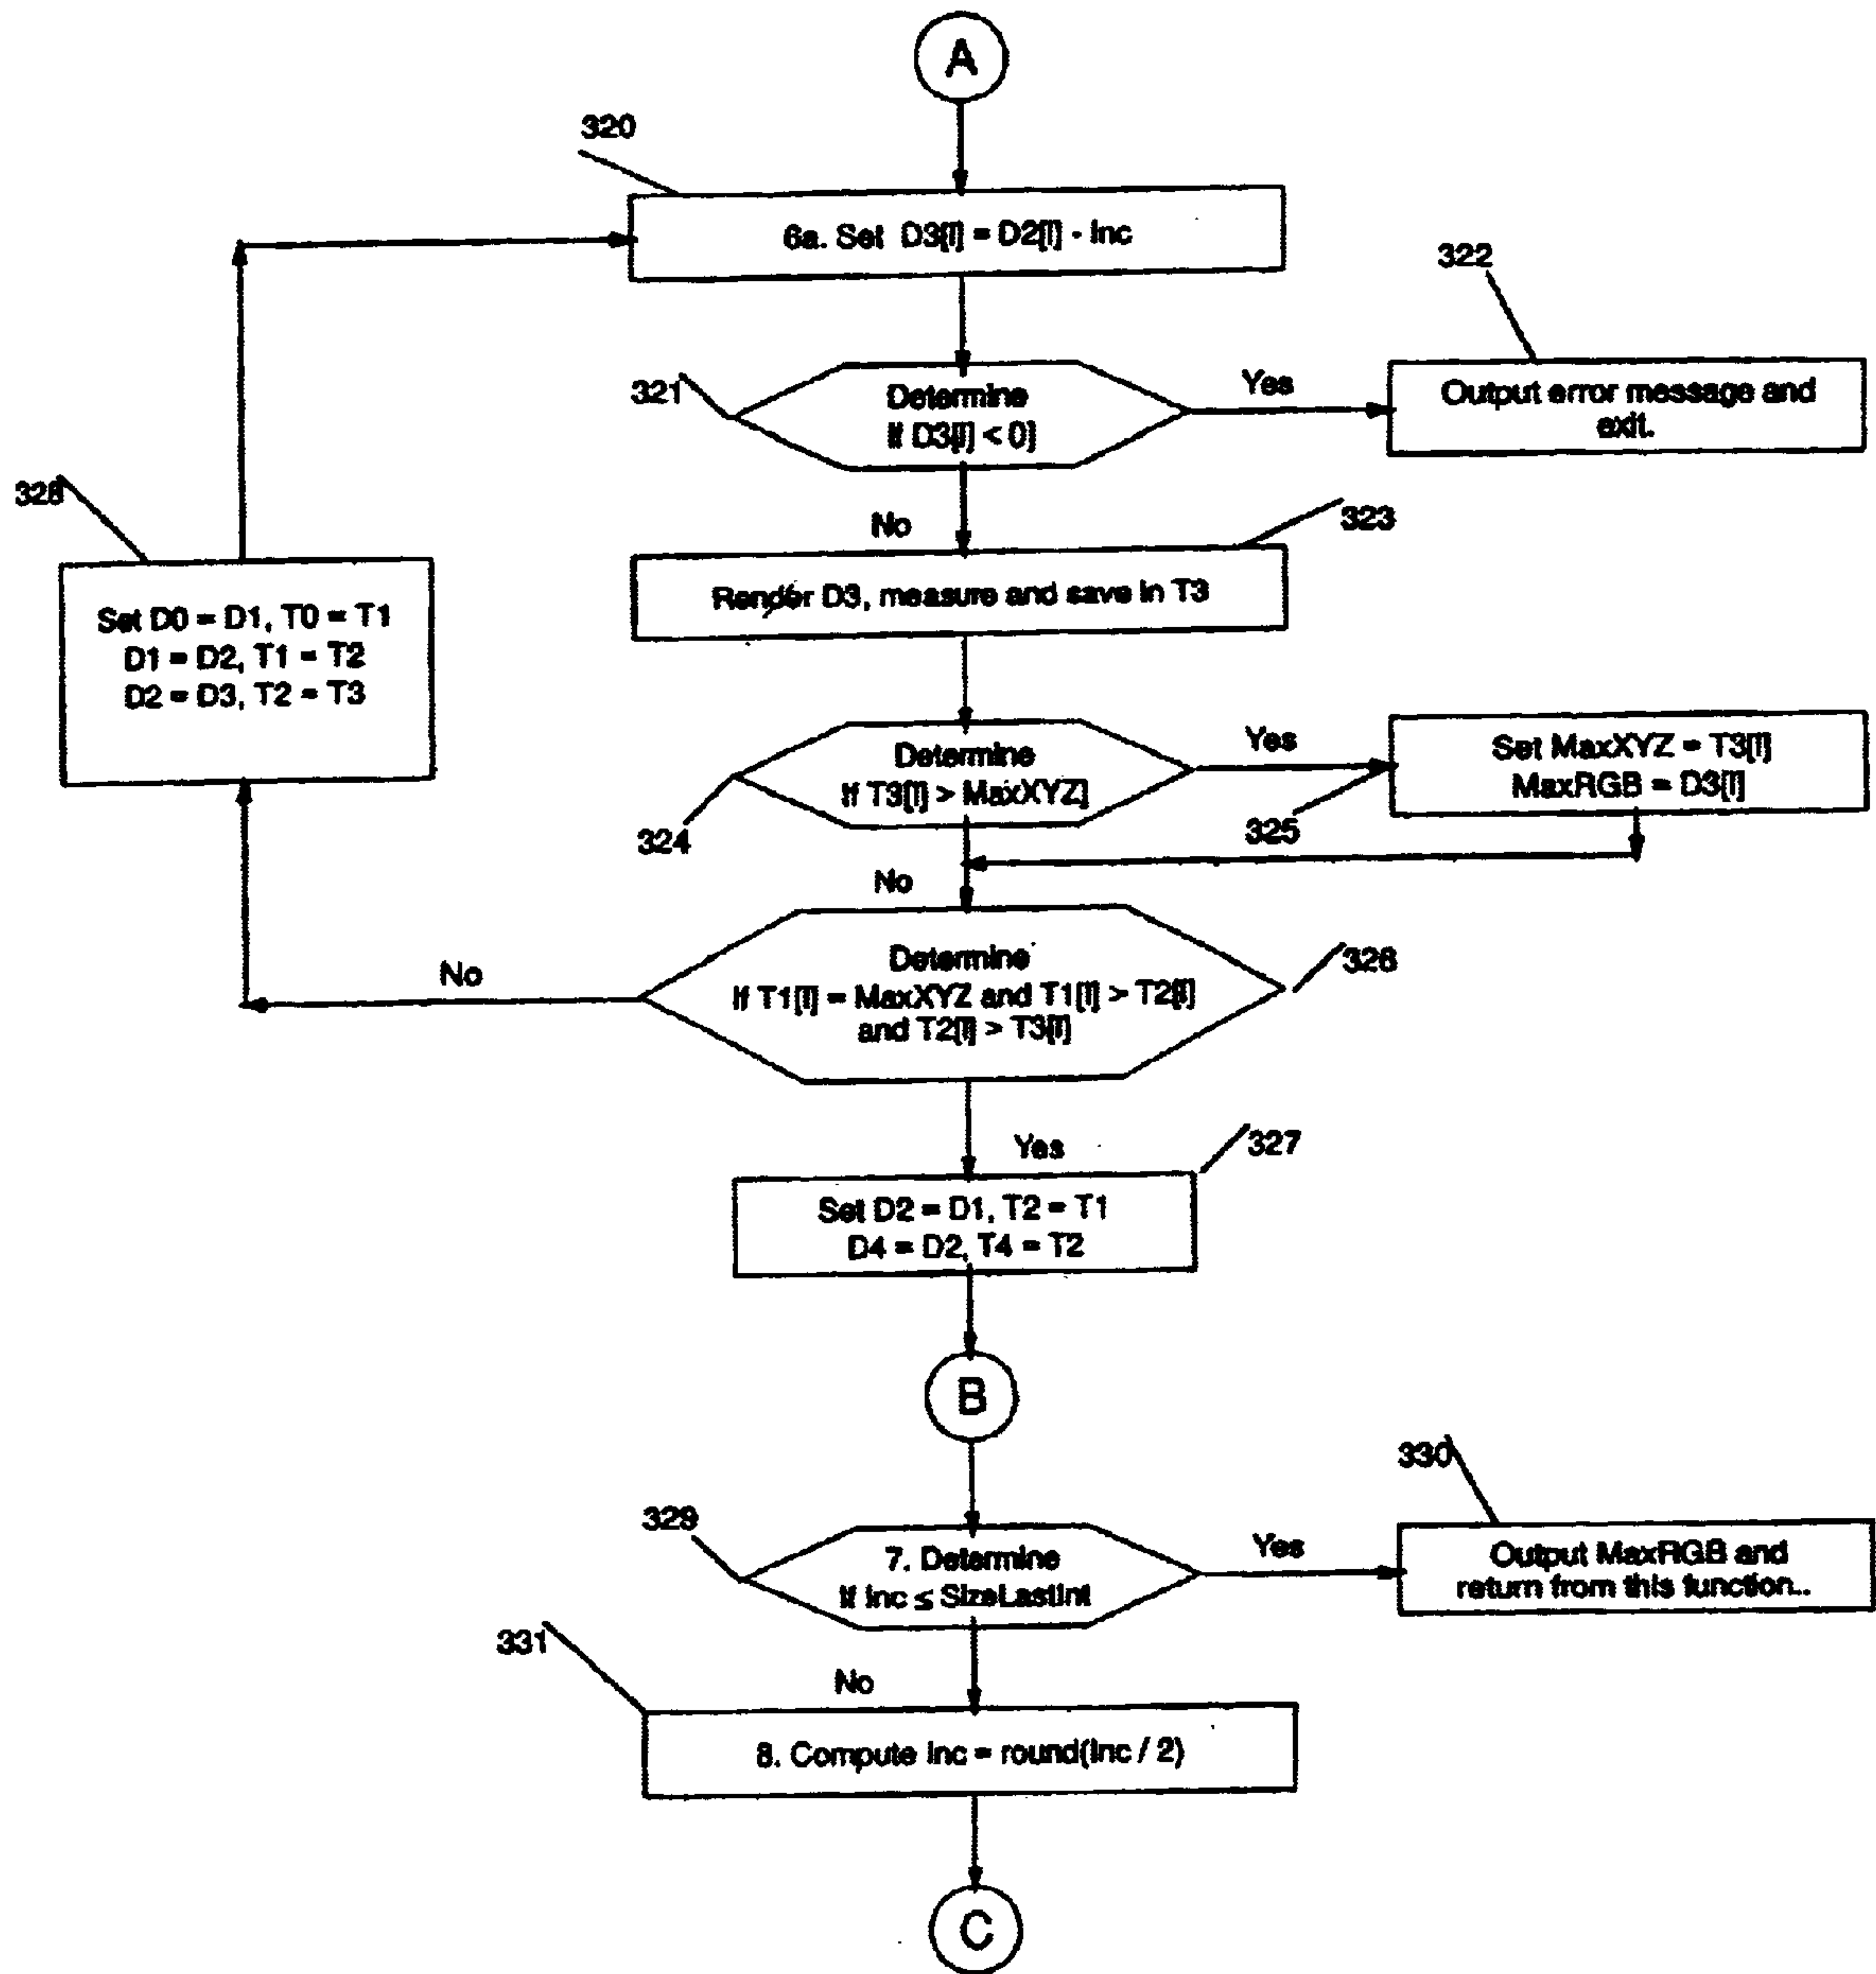 A
320
6a. Set D3[I] = D2[I] - Inc
322
321
Determine
If D3[I] < 0]
Yes
Output error message and
exit.
328
No
323
Set D0 = D1, T0 = T1
D1 = D2, T1 = T2
D2 = D3, T2 = T3
Render D3, measure and save in T3
Determine
If T3[I] > MaxXYZ]
Yes
Set MaxXYZ = T3[I]
MaxRGB = D3[I]
324
325
No
Determine
If T1[I] = MaxXYZ and T1[I] > T2[I]
and T2[I] > T3[I]
326
No
Yes
327
Set D2 = D1, T2 = T1
D4 = D2, T4 = T2
B
330
329
7. Determine
If Inc ≤ SizeLastInt
Yes
Output MaxRGB and
return from this function..
331
No
8. Compute Inc = round(Inc / 2)
C